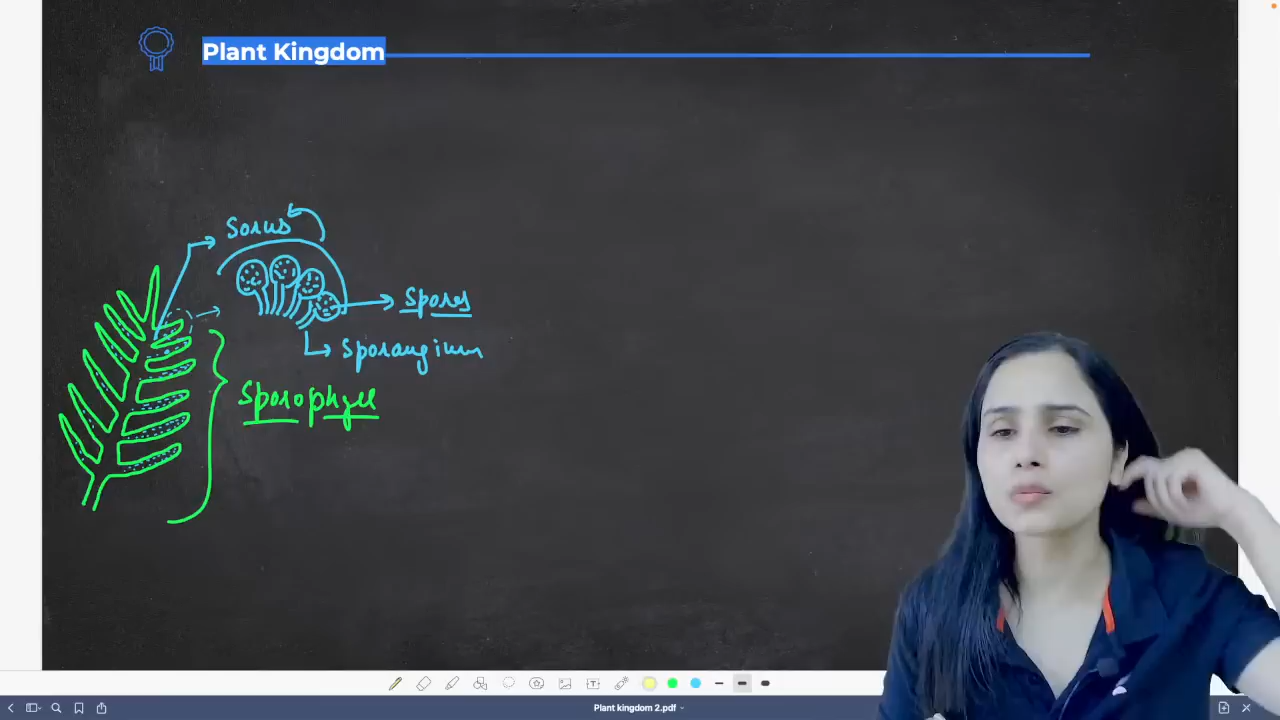 Plant Kingdom
Sorus
Spores
Sporangium
Sporophyll
Plant kingdom 2.pdf